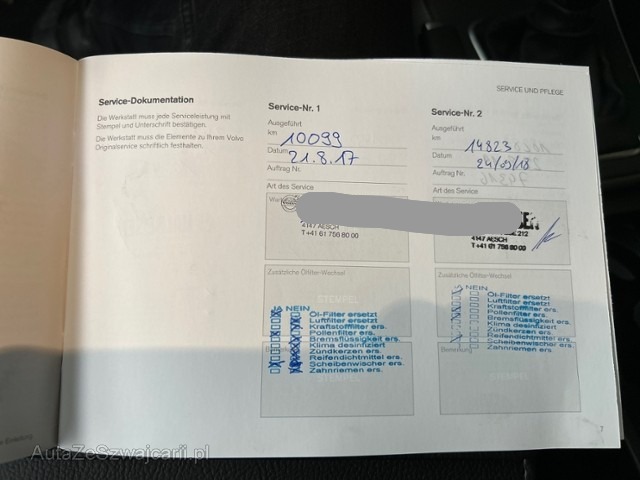 SERVICE UND PFLEGE
Service-Dokumentation
Die Werkstatt muss jede Serviceleistung mit
Stempel und Unterschrift bestätigen.
Die Werkstatt muss die Elemente zu Ihrem Volvo
Originalservice schriftlich festhalten.
Service-Nr. 1
Ausgeführt
km 10099
Datum 21.8.17
Auftrag Nr.
Art des Service
4147 AESCH
T +41 61 756 80 00
Zusätzliche Ölfilter-Wechsel
STEMPEL
NEIN
Öl-Filter ersetzt
Luftfilter ersetzt
Kraftstofffilter ers.
Pollenfilter ers.
Bremsflüssigkeit ers.
Klima desinfiziert
Zündkerzen ers.
Reifendichtmittel ers.
Scheibenwischer ers.
Zahnriemen ers.
Service-Nr. 2
Ausgeführt
km 14823
Datum 24/09/18
Auftrag Nr.
Art des Service
212
4147 AESCH
T +41 61 756 80 00
Zusätzliche Ölfilter-Wechsel
NEIN
Öl-Filter ersetzt
Luftfilter ersetzt
Kraftstofffilter ers.
Pollenfilter ers.
Bremsflüssigkeit ers.
Klima desinfiziert
Zündkerzen ers.
Reifendichtmittel ers.
Scheibenwischer ers.
Zahnriemen ers.
AutaZeSzwajcarii.pl